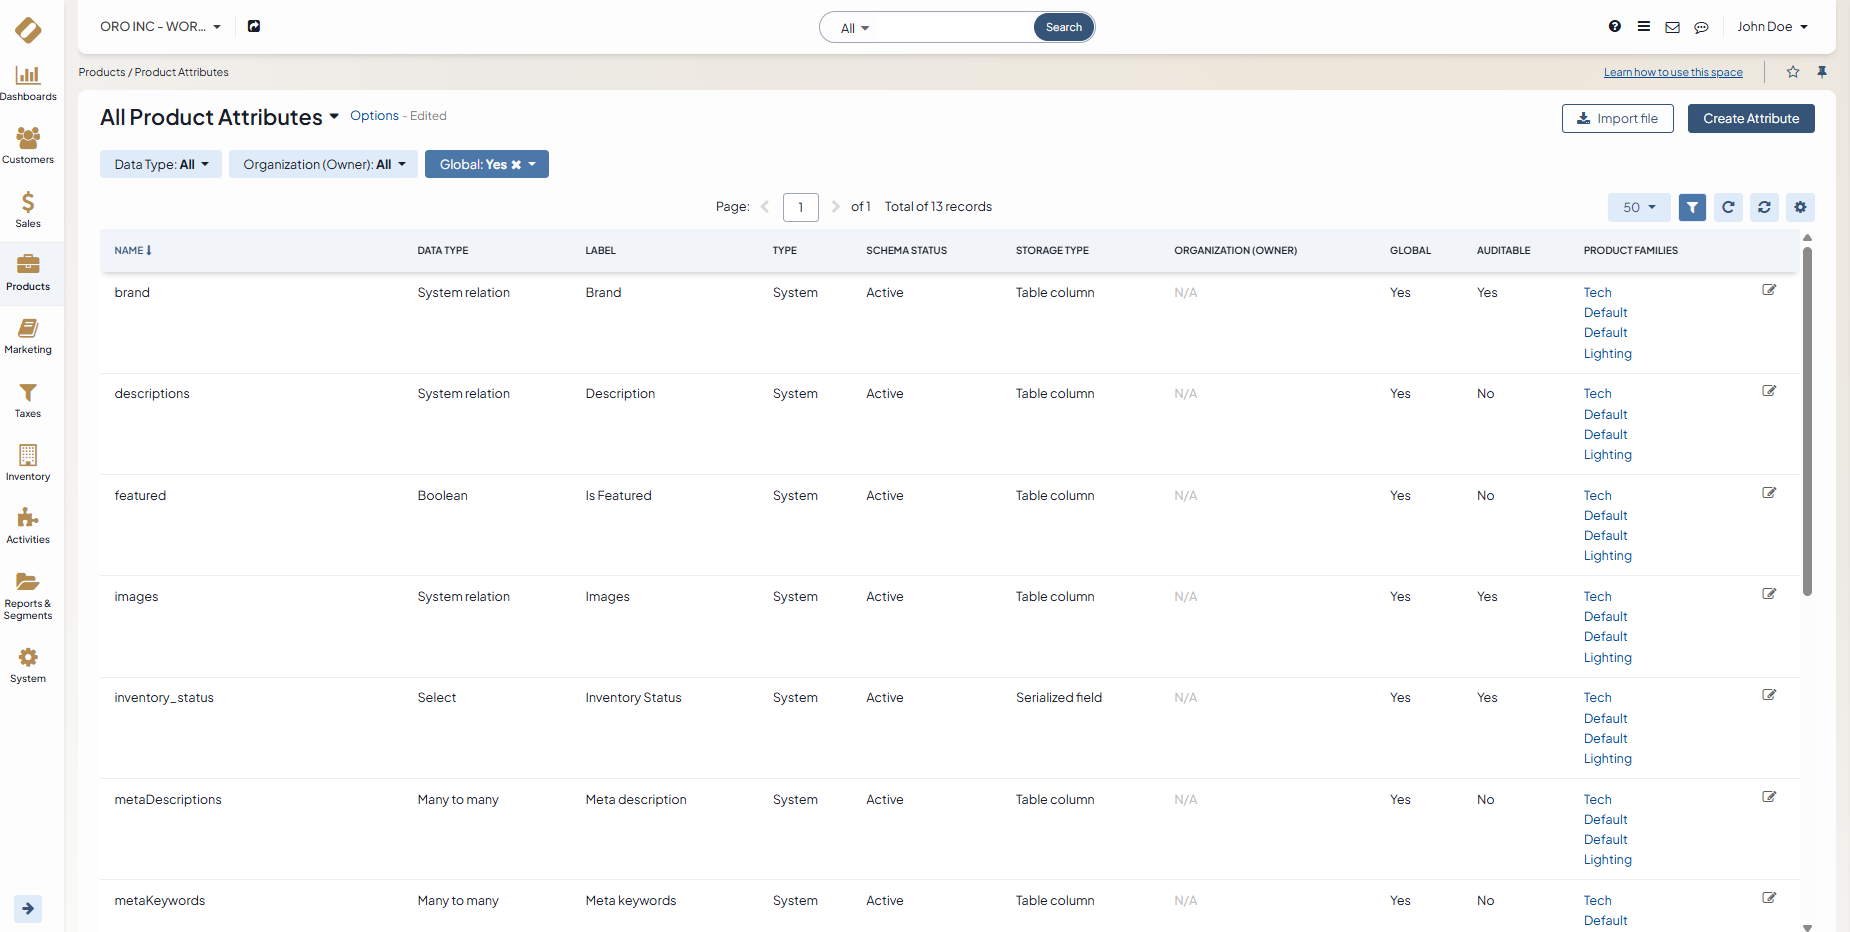 ORO INC - WOR...
All
Search
John Doe
Dashboards
Customers
Sales
Products
Marketing
Taxes
Inventory
Activities
Reports &
Segments
System
Products / Product Attributes
Learn how to use this space
All Product Attributes
Options - Edited
Import file
Create Attribute
Data Type: All
Organization (Owner): All
Global: Yes
Page: 1 of 1 Total of 13 records
50
NAME DATA TYPE LABEL TYPE SCHEMA STATUS STORAGE TYPE ORGANIZATION (OWNER) GLOBAL AUDITABLE PRODUCT FAMILIES
brand System relation Brand System Active Table column N/A Yes Yes Tech
Default
Default
Lighting
descriptions System relation Description System Active Table column N/A Yes No Tech
Default
Default
Lighting
featured Boolean Is Featured System Active Table column N/A Yes No Tech
Default
Default
Lighting
images System relation Images System Active Table column N/A Yes Yes Tech
Default
Default
Lighting
inventory_status Select Inventory Status System Active Serialized field N/A Yes Yes Tech
Default
Default
Lighting
metaDescriptions Many to many Meta description System Active Table column N/A Yes No Tech
Default
Default
Lighting
metaKeywords Many to many Meta keywords System Active Table column N/A Yes No Tech
Default